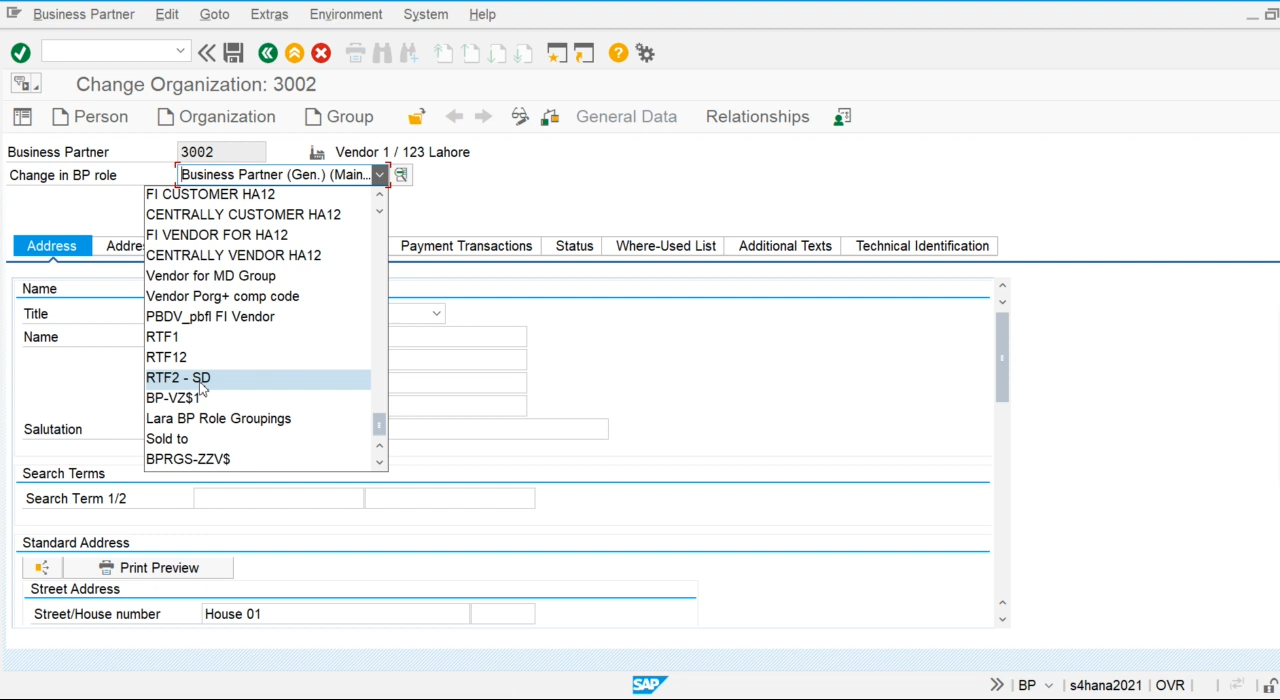 Business Partner Edit Goto Extras Environment System Help
Change Organization: 3002
Person Organization Group General Data Relationships
Business Partner 3002 Vendor 1 / 123 Lahore
Change in BP role Business Partner (Gen.) (Main...
FI CUSTOMER HA12
CENTRALLY CUSTOMER HA12
FI VENDOR FOR HA12
CENTRALLY VENDOR HA12
Vendor for MD Group
Vendor Porg+ comp code
PBDV_pbfl FI Vendor
RTF1
RTF12
RTF2 - SD
BP-VZ$1
Lara BP Role Groupings
Sold to
BPRGS-ZZV$
Address Payment Transactions Status Where-Used List Additional Texts Technical Identification
Name
Title
Name
Salutation
Search Terms
Search Term 1/2
Standard Address
Print Preview
Street Address
Street/House number House 01
SAP BP s4hana2021 OVR